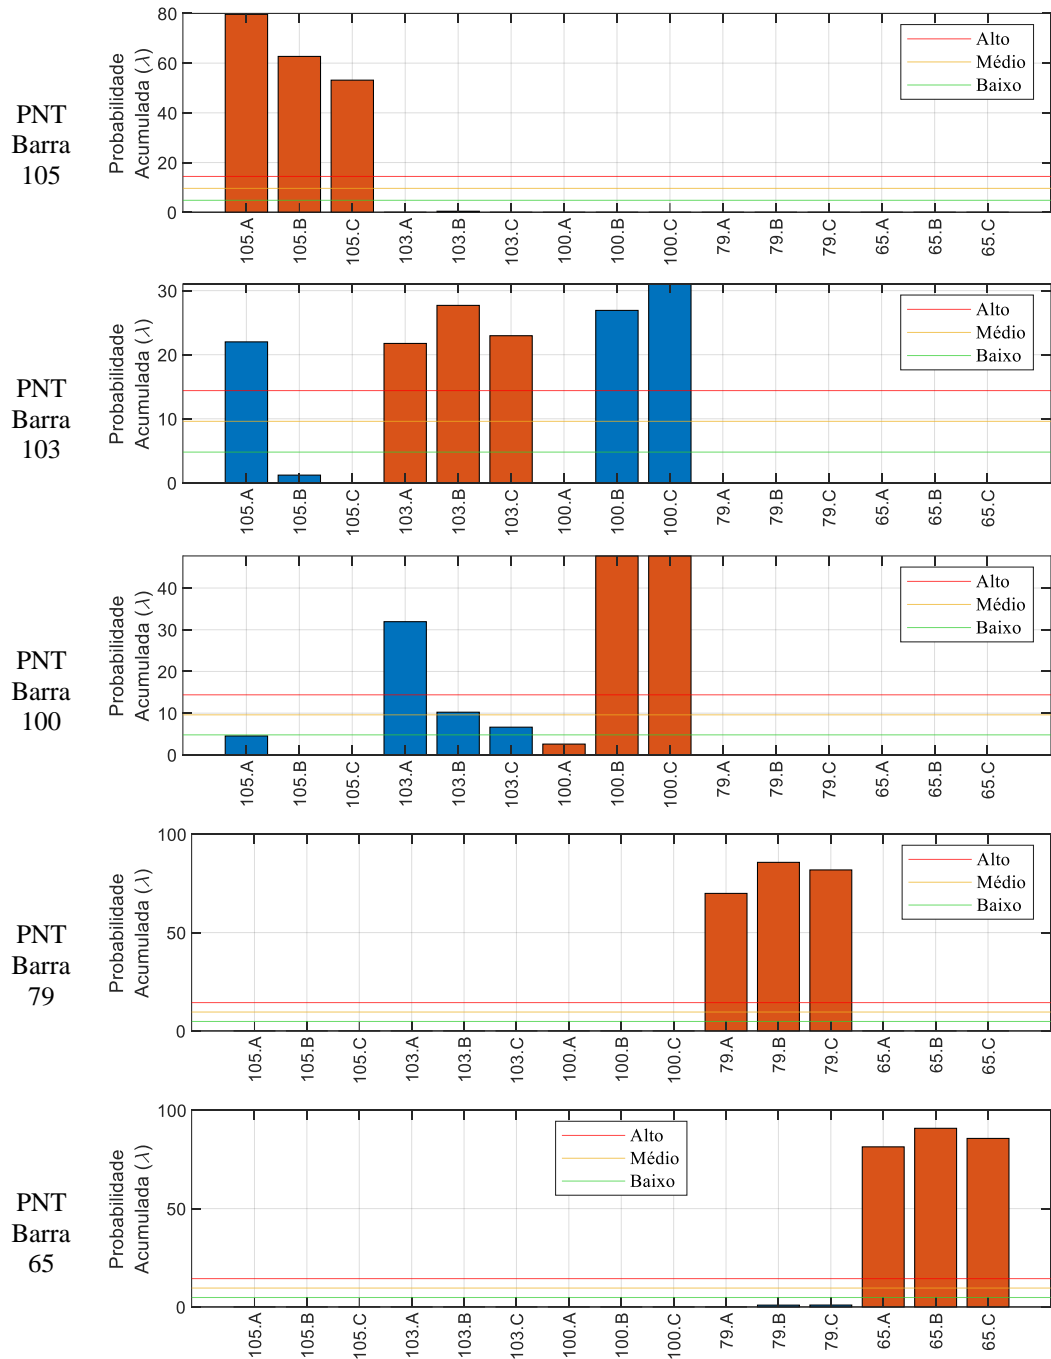 PNT
Barra
105
Probabilidade
Acumulada (λ)
80
60
40
20
0
Alto
Médio
Baixo
105.A 105.B 105.C 103.A 103.B 103.C 100.A 100.B 100.C 79.A 79.B 79.C 65.A 65.B 65.C
PNT
Barra
103
Probabilidade
Acumulada (λ)
30
20
10
0
Alto
Médio
Baixo
105.A 105.B 105.C 103.A 103.B 103.C 100.A 100.B 100.C 79.A 79.B 79.C 65.A 65.B 65.C
PNT
Barra
100
Probabilidade
Acumulada (λ)
40
30
20
10
0
Alto
Médio
Baixo
105.A 105.B 105.C 103.A 103.B 103.C 100.A 100.B 100.C 79.A 79.B 79.C 65.A 65.B 65.C
PNT
Barra
79
Probabilidade
Acumulada (λ)
100
50
0
Alto
Médio
Baixo
105.A 105.B 105.C 103.A 103.B 103.C 100.A 100.B 100.C 79.A 79.B 79.C 65.A 65.B 65.C
PNT
Barra
65
Probabilidade
Acumulada (λ)
100
50
0
Alto
Médio
Baixo
105.A 105.B 105.C 103.A 103.B 103.C 100.A 100.B 100.C 79.A 79.B 79.C 65.A 65.B 65.C